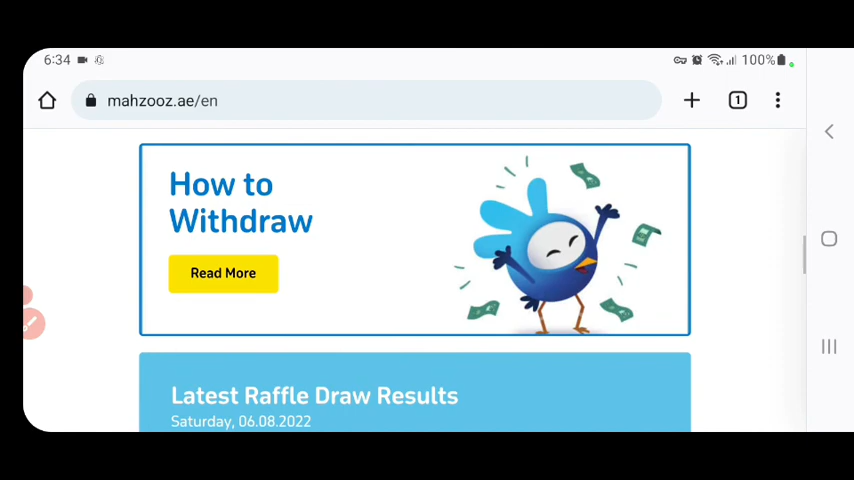 6:34
100%
mahzooz.ae/en
1
How to
Withdraw
Read More
Latest Raffle Draw Results
Saturday, 06.08.2022